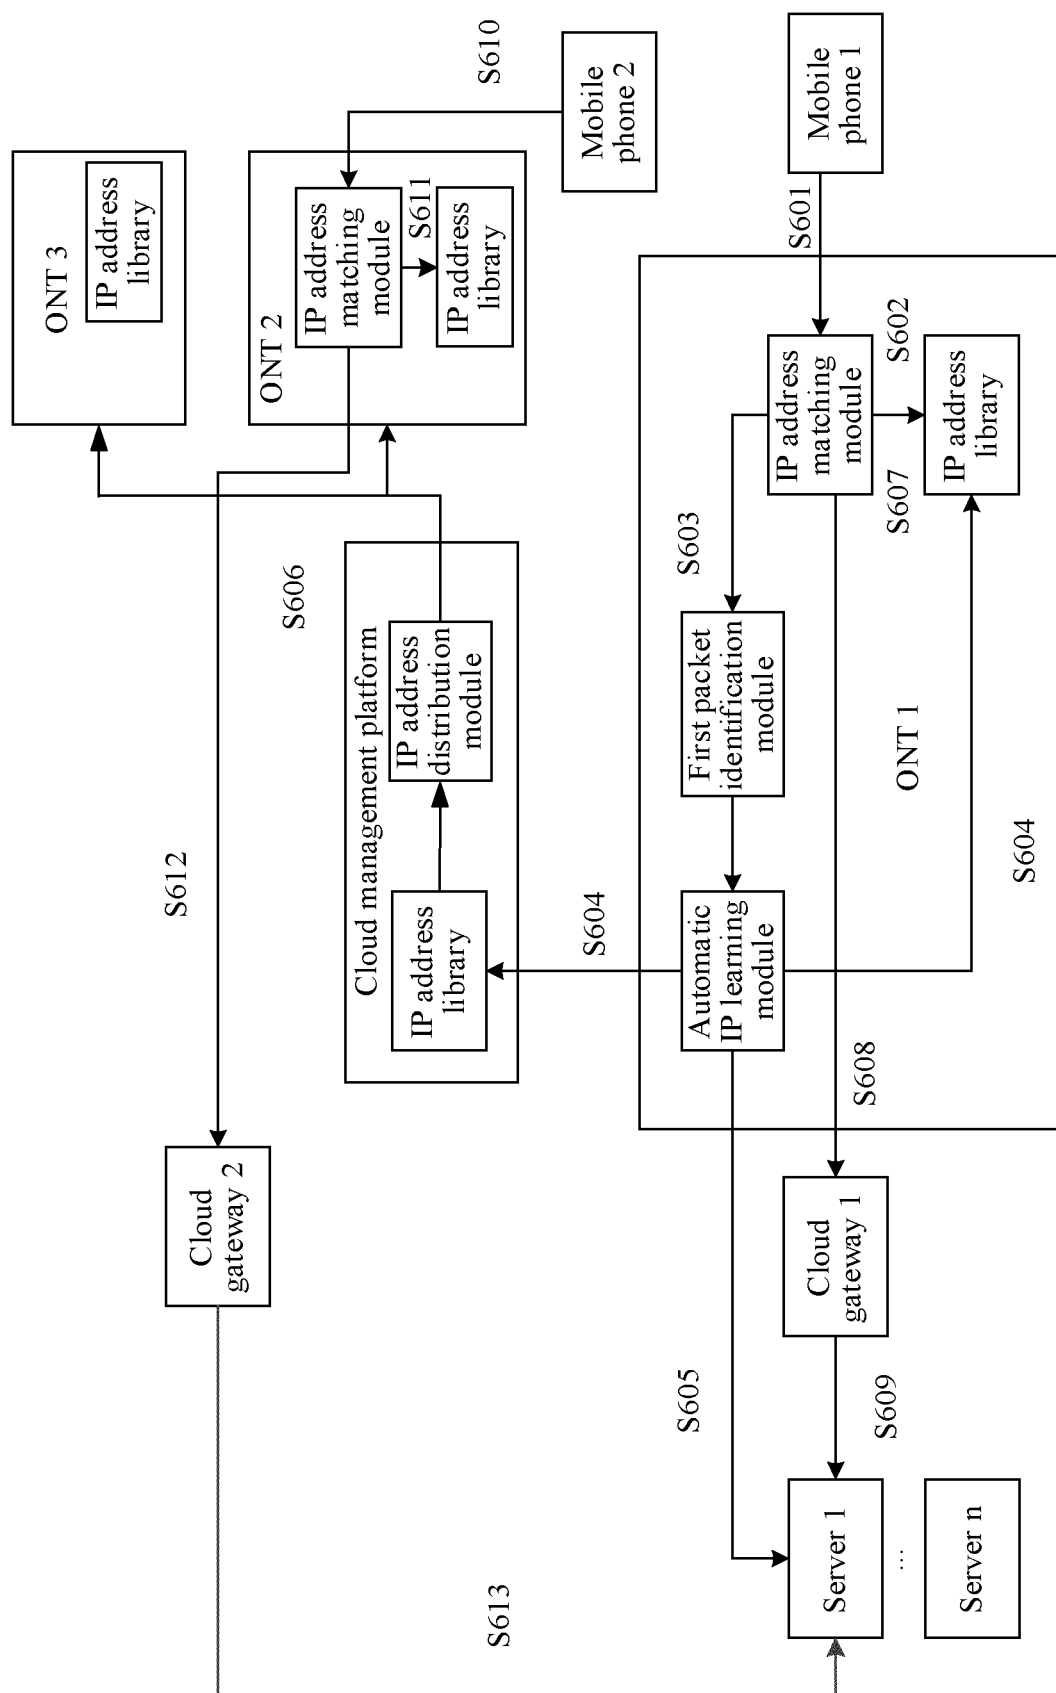 ONT 3
IP address
library
ONT 2
IP address
matching
module
S611
IP address
library
S610
Mobile
phone 2
Mobile
phone 1
S601
S602
IP address
matching
module
S607
IP address
library
S603
First packet
identification
module
ONT 1
S604
Automatic
IP learning
module
S604
S606
Cloud management platform
IP address
distribution
module
IP address
library
S612
S608
Cloud
gateway 2
Cloud
gateway 1
S605
S609
Server 1
...
Server n
S613